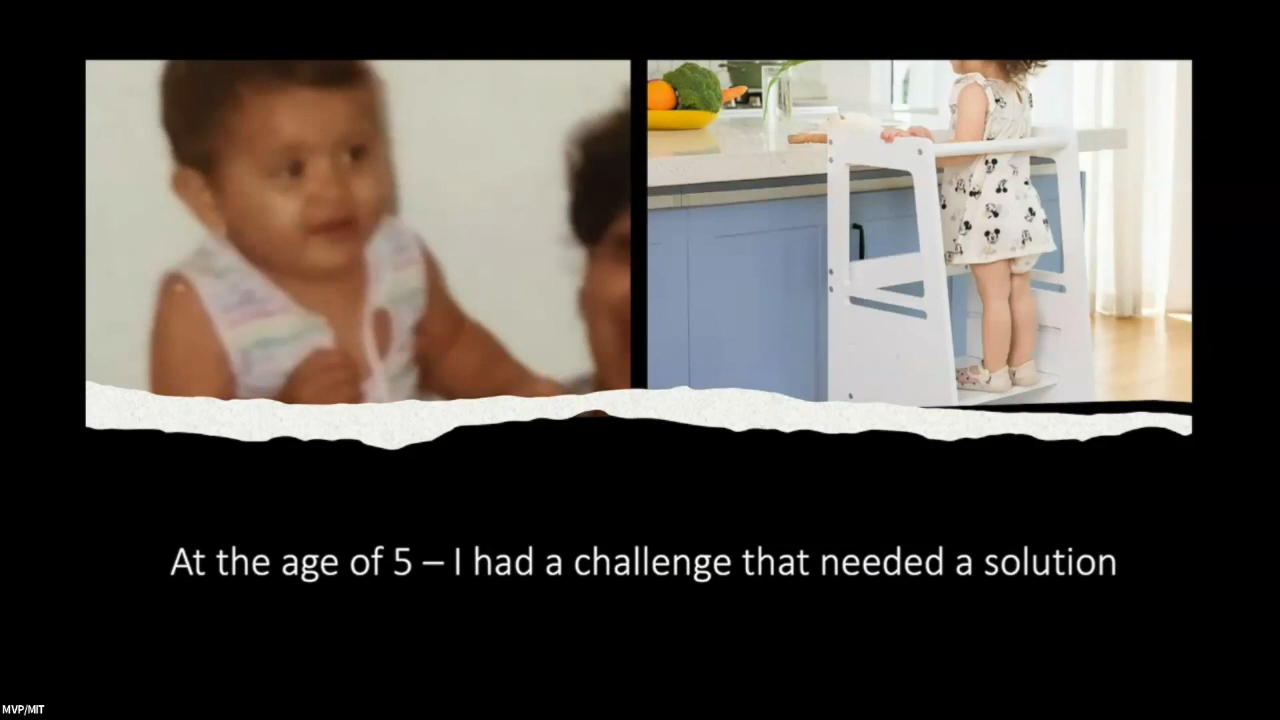 At the age of 5 – I had a challenge that needed a solution
MVP/MIT